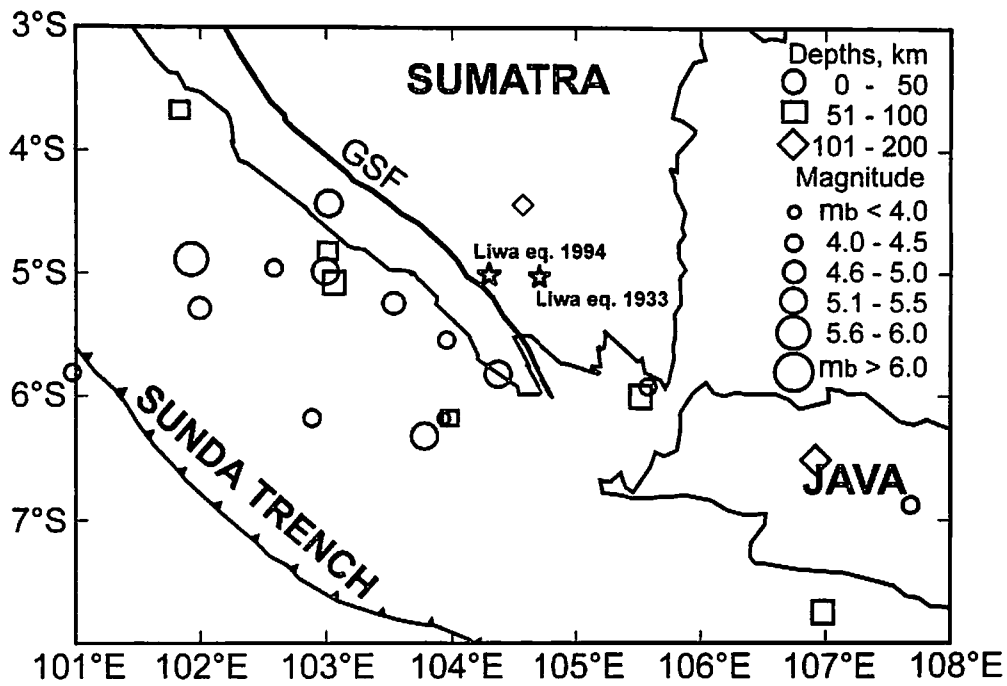 3°S
4°S
5°S
6°S
7°S
SUMATRA
GSF
Liwa eq. 1994
Liwa eq. 1933
SUNDA TRENCH
JAVA
Depths, km
0 - 50
51 - 100
101 - 200
Magnitude
mb < 4.0
4.0 - 4.5
4.6 - 5.0
5.1 - 5.5
5.6 - 6.0
mb > 6.0
101°E 102°E 103°E 104°E 105°E 106°E 107°E 108°E